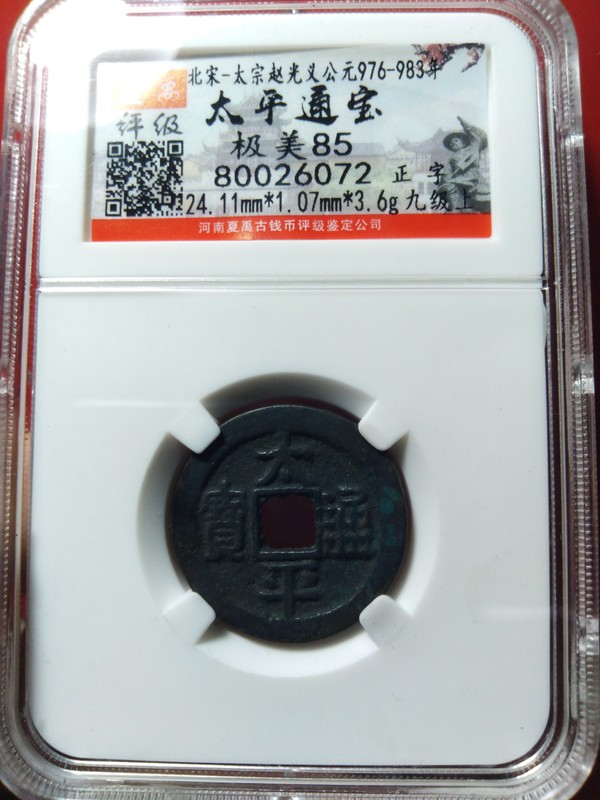 北宋-太宗赵光义公元976-983年
评级
太平通宝
极美85
80026072 正字
24.11mm*1.07mm*3.6g 九级上
河南夏禹古钱币评级鉴定公司
太平通寶